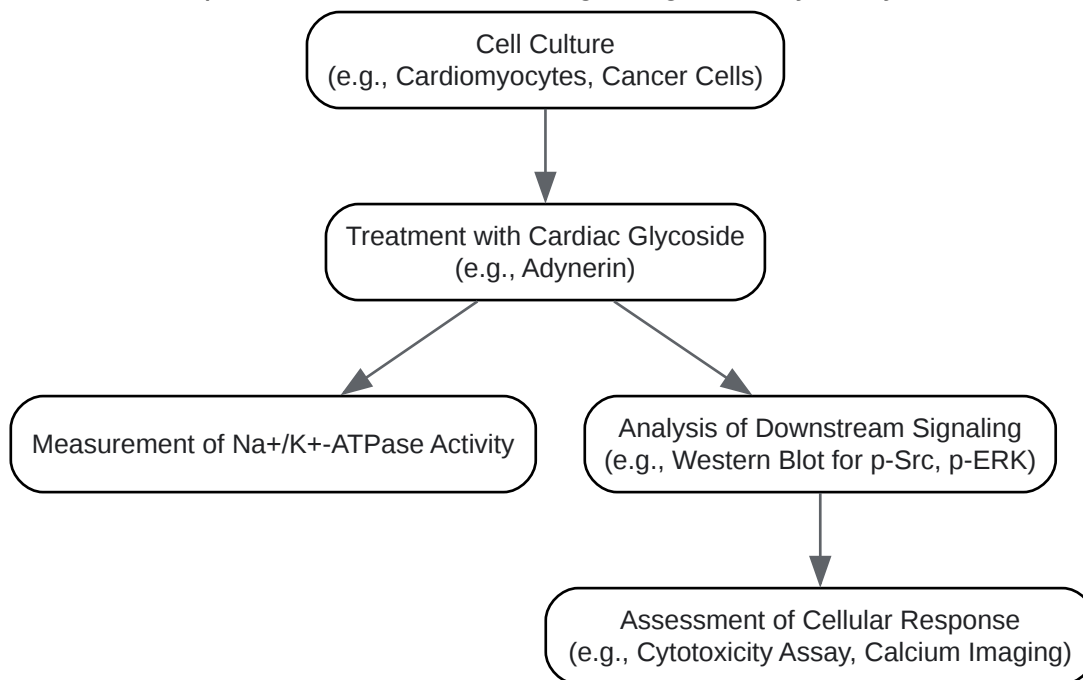 Cell Culture
(e.g., Cardiomyocytes, Cancer Cells)
Treatment with Cardiac Glycoside
(e.g., Adynerin)
Measurement of Na+/K+-ATPase Activity
Analysis of Downstream Signaling
(e.g., Western Blot for p-Src, p-ERK)
Assessment of Cellular Response
(e.g., Cytotoxicity Assay, Calcium Imaging)